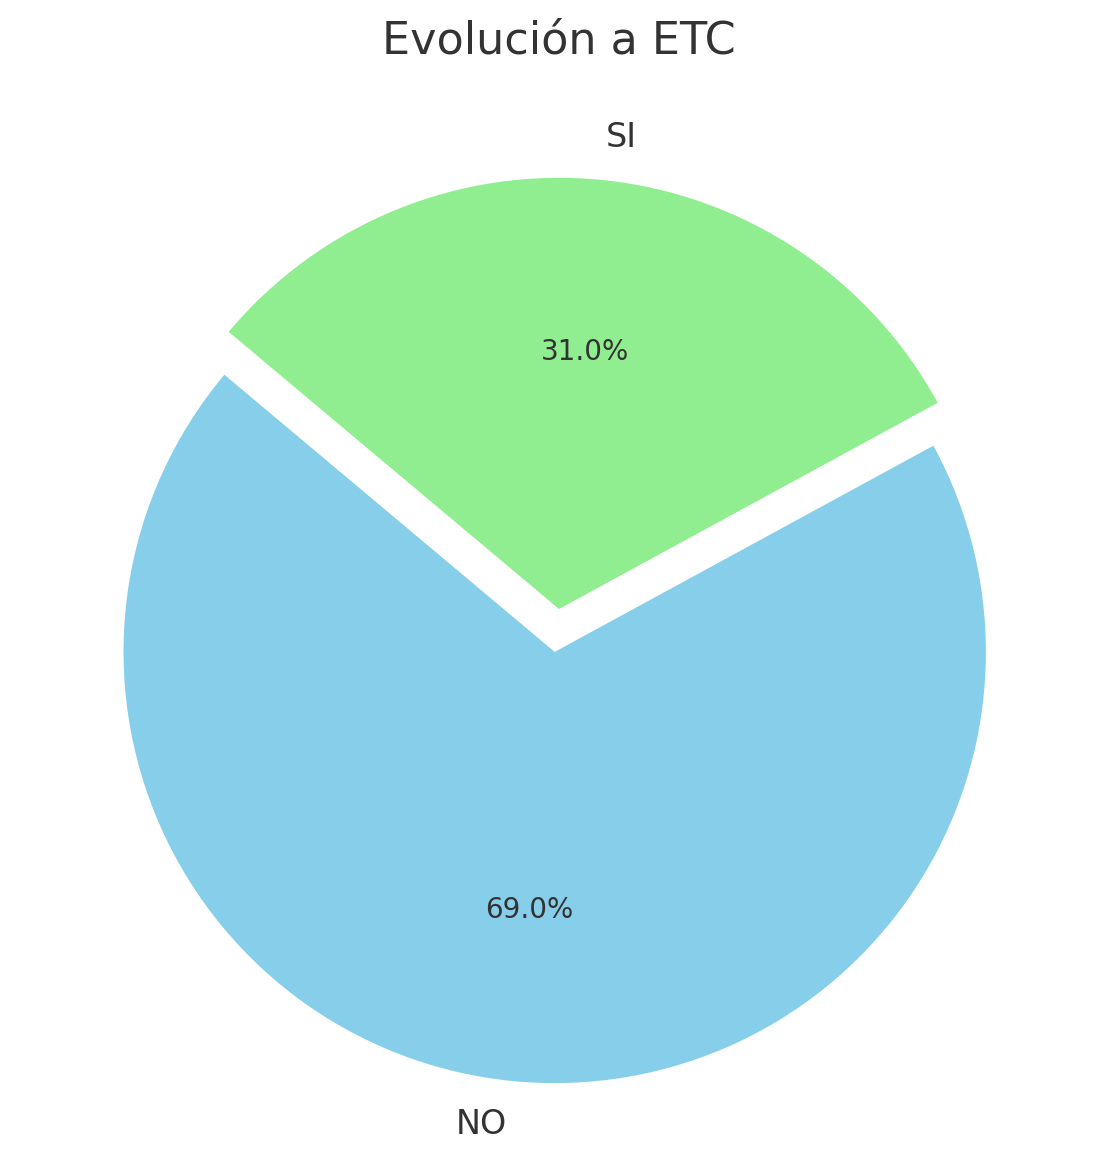 Evolución a ETC
SI
31.0%
69.0%
NO